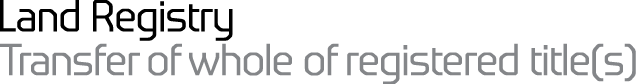 Land Registry
Transfer of whole of registered title(s)